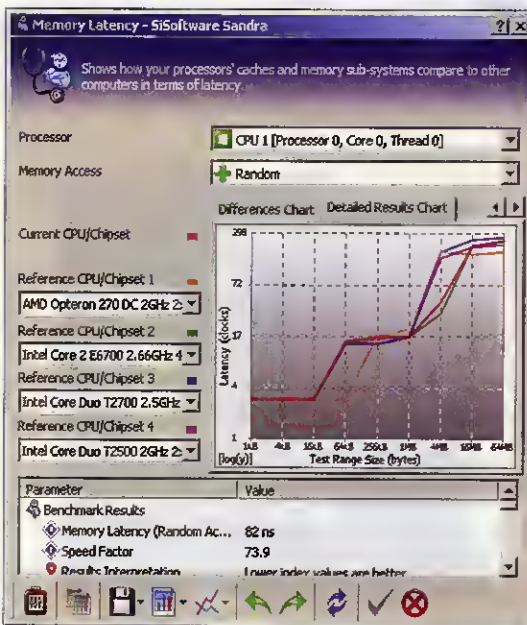 Memory Latency - SiSoftware Sandra
Shows how your processors' caches and memory sub-systems compare to other
computers in terms of latency.
Processor
CPU 1 [Processor 0, Core 0, Thread 0]
Memory Access
Random
Differences Chart
Detailed Results Chart
Current CPU/Chipset
Reference CPU/Chipset 1
AMD Opteron 270 DC 2GHz 2
Reference CPU/Chipset 2
Intel Core 2 E6700 2.66GHz 4
Reference CPU/Chipset 3
Intel Core Duo T2700 2.5GHz
Reference CPU/Chipset 4
Intel Core Duo T2500 2GHz 2
Latency (clocks)
298
72
17
4
1
1kB 4kB 16kB 64kB 256kB 1MB 4MB 16MB 64MB
[log(y)]
Test Range Size (bytes)
Parameter Value
Benchmark Results
Memory Latency (Random Ac... 82 ns
Speed Factor 73.9
Results Interpretation Lower index values are better